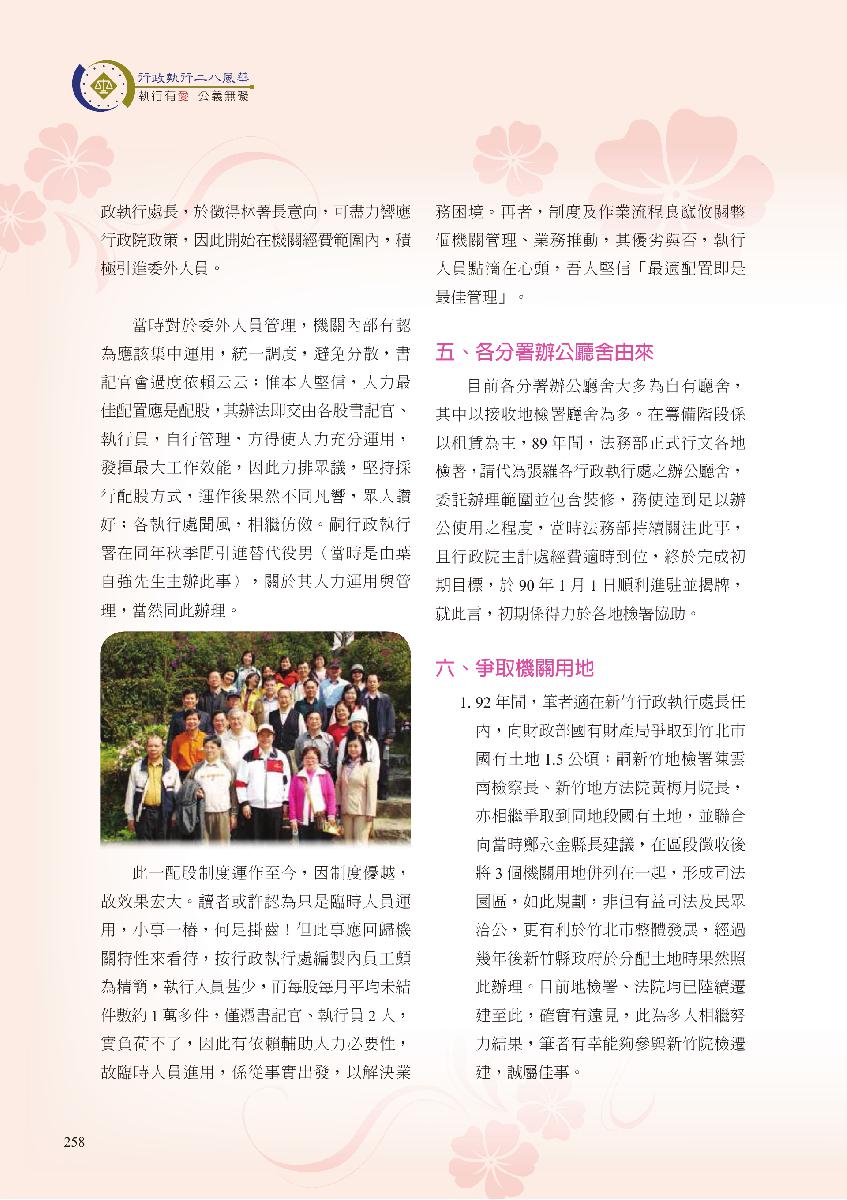 行政執行二八風華
執行有愛 公義無礙
政執行處長，於徵得林署長意向，可盡力響應
行政院政策，因此開始在機關經費範圍內，積
極引進委外人員。
當時對於委外人員管理，機關內部有認
為應該集中運用，統一調度，避免分散，書
記官會過度依賴云云；惟本人堅信，人力最
佳配置應是配股，其辦法即交由各股書記官、
執行員，自行管理，方得使人力充分運用，
發揮最大工作效能，因此力排眾議，堅持採
行配股方式，運作後果然不同凡響，眾人讚
好；各執行處聞風，相繼仿傚。嗣行政執行
署在同年秋季間引進替代役男（當時是由葉
自強先生主辦此事），關於其人力運用與管
理，當然同此辦理。
此一配股制度運作至今，因制度優越，
故效果宏大。讀者或許認為只是臨時人員運
用，小事一樁，何足掛齒！但此事應回歸機
關特性來看待，按行政執行處編製內員工頗
為精簡，執行人員甚少，而每股每月平均未結
件數約 1 萬多件，僅憑書記官、執行員 2 人，
實負荷不了，因此有依賴輔助人力必要性，
故臨時人員進用，係從事實出發，以解決業
務困境。再者，制度及作業流程良窳攸關整
個機關管理、業務推動，其優劣與否，執行
人員點滴在心頭，吾人堅信「最適配置即是
最佳管理」。
五、各分署辦公廳舍由來
目前各分署辦公廳舍大多為自有廳舍，
其中以接收地檢署廳舍為多。在籌備階段係
以租賃為主，89 年間，法務部正式行文各地
檢署，請代為張羅各行政執行處之辦公廳舍，
委託辦理範圍並包含裝修，務使達到足以辦
公使用之程度，當時法務部持續關注此事，
且行政院主計處經費適時到位，終於完成初
期目標，於 90 年 1 月 1 日順利進駐並揭牌，
就此言，初期係得力於各地檢署協助。
六、爭取機關用地
1. 92 年間，筆者適在新竹行政執行處長任
內，向財政部國有財產局爭取到竹北市
國有土地 1.5 公頃；嗣新竹地檢署陳雲
南檢察長、新竹地方法院黃梅月院長，
亦相繼爭取到同地段國有土地，並聯合
向當時鄭永金縣長建議，在區段徵收後
將 3 個機關用地併列在一起，形成司法
園區，如此規劃，非但有益司法及民眾
洽公，更有利於竹北市整體發展，經過
幾年後新竹縣政府於分配土地時果然照
此辦理。目前地檢署、法院均已陸續遷
建至此，確實有遠見，此為多人相繼努
力結果，筆者有幸能夠參與新竹院檢遷
建，誠屬佳事。
258